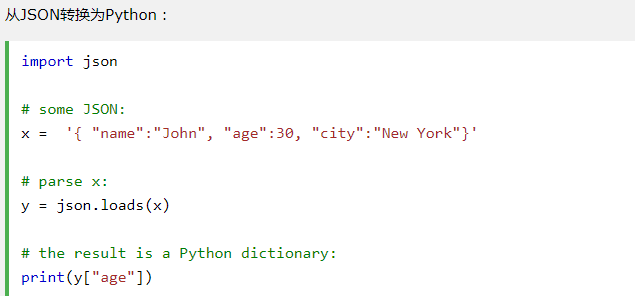 从JSON转换为Python：
import json
# some JSON:
x =  '{ "name":"John", "age":30, "city":"New York"}'
# parse x:
y = json.loads(x)
# the result is a Python dictionary:
print(y["age"])